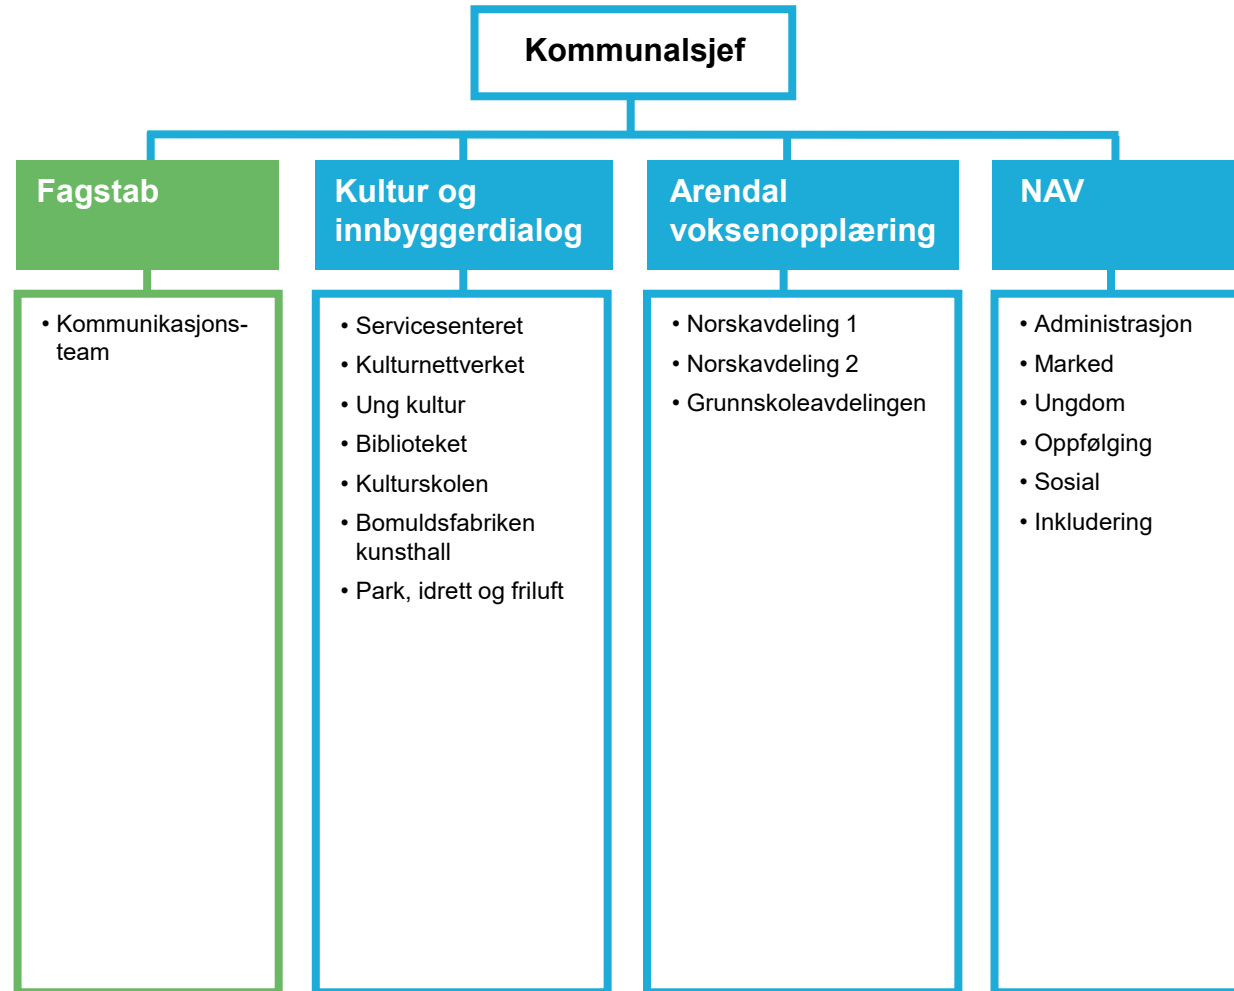 Kommunalsjef
Fagstab
• Kommunikasjons-
team
Kultur og
innbyggerdialog
• Servicesenteret
• Kulturnettverket
• Ung kultur
• Biblioteket
• Kulturskolen
• Bomuldsfabriken
kunsthall
• Park, idrett og friluft
Arendal
voksenopplæring
• Norskavdeling 1
• Norskavdeling 2
• Grunnskoleavdelingen
NAV
• Administrasjon
• Marked
• Ungdom
• Oppfølging
• Sosial
• Inkludering